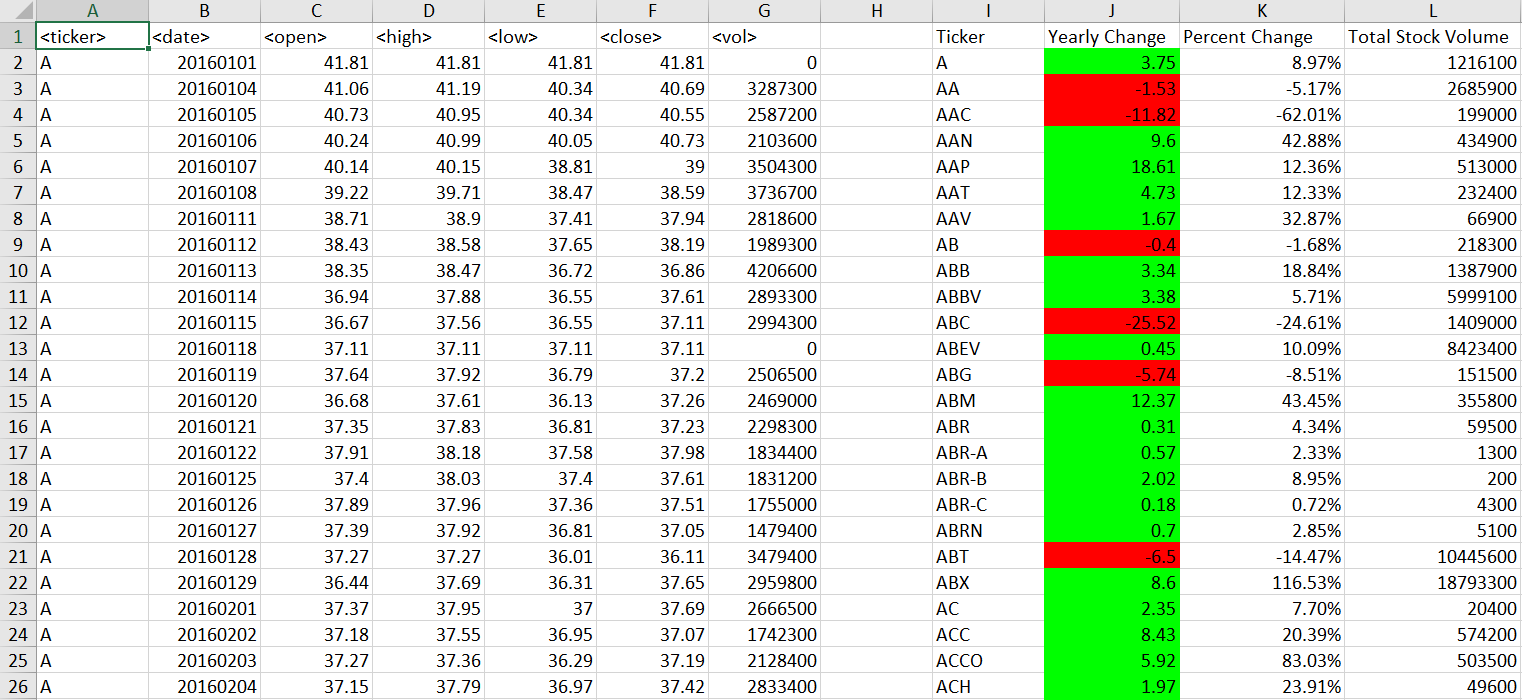 A B C D E F G H I J K L
1 <ticker> <date> <open> <high> <low> <close> <vol> Ticker Yearly Change Percent Change Total Stock Volume
2 A 20160101 41.81 41.81 41.81 41.81 0 A 3.75 8.97% 1216100
3 A 20160104 41.06 41.19 40.34 40.69 3287300 AA -1.53 -5.17% 2685900
4 A 20160105 40.73 40.95 40.34 40.55 2587200 AAC -11.82 -62.01% 199000
5 A 20160106 40.24 40.99 40.05 40.73 2103600 AAN 9.6 42.88% 434900
6 A 20160107 40.14 40.15 38.81 39 3504300 AAP 18.61 12.36% 513000
7 A 20160108 39.22 39.71 38.47 38.59 3736700 AAT 4.73 12.33% 232400
8 A 20160111 38.71 38.9 37.41 37.94 2818600 AAV 1.67 32.87% 66900
9 A 20160112 38.43 38.58 37.65 38.19 1989300 AB -0.4 -1.68% 218300
10 A 20160113 38.35 38.47 36.72 36.86 4206600 ABB 3.34 18.84% 1387900
11 A 20160114 36.94 37.88 36.55 37.61 2893300 ABBV 3.38 5.71% 5999100
12 A 20160115 36.67 37.56 36.55 37.11 2994300 ABC -25.52 -24.61% 1409000
13 A 20160118 37.11 37.11 37.11 37.11 0 ABEV 0.45 10.09% 8423400
14 A 20160119 37.64 37.92 36.79 37.2 2506500 ABG -5.74 -8.51% 151500
15 A 20160120 36.68 37.61 36.13 37.26 2469000 ABM 12.37 43.45% 355800
16 A 20160121 37.35 37.83 36.81 37.23 2298300 ABR 0.31 4.34% 59500
17 A 20160122 37.91 38.18 37.58 37.98 1834400 ABR-A 0.57 2.33% 1300
18 A 20160125 37.4 38.03 37.4 37.61 1831200 ABR-B 2.02 8.95% 200
19 A 20160126 37.89 37.96 37.36 37.51 1755000 ABR-C 0.18 0.72% 4300
20 A 20160127 37.39 37.92 36.81 37.05 1479400 ABRN 0.7 2.85% 5100
21 A 20160128 37.27 37.27 36.01 36.11 3479400 ABT -6.5 -14.47% 10445600
22 A 20160129 36.44 37.69 36.31 37.65 2959800 ABX 8.6 116.53% 18793300
23 A 20160201 37.37 37.95 37 37.69 2666500 AC 2.35 7.70% 20400
24 A 20160202 37.18 37.55 36.95 37.07 1742300 ACC 8.43 20.39% 574200
25 A 20160203 37.27 37.36 36.29 37.19 2128400 ACCO 5.92 83.03% 503500
26 A 20160204 37.15 37.79 36.97 37.42 2833400 ACH 1.97 23.91% 49600